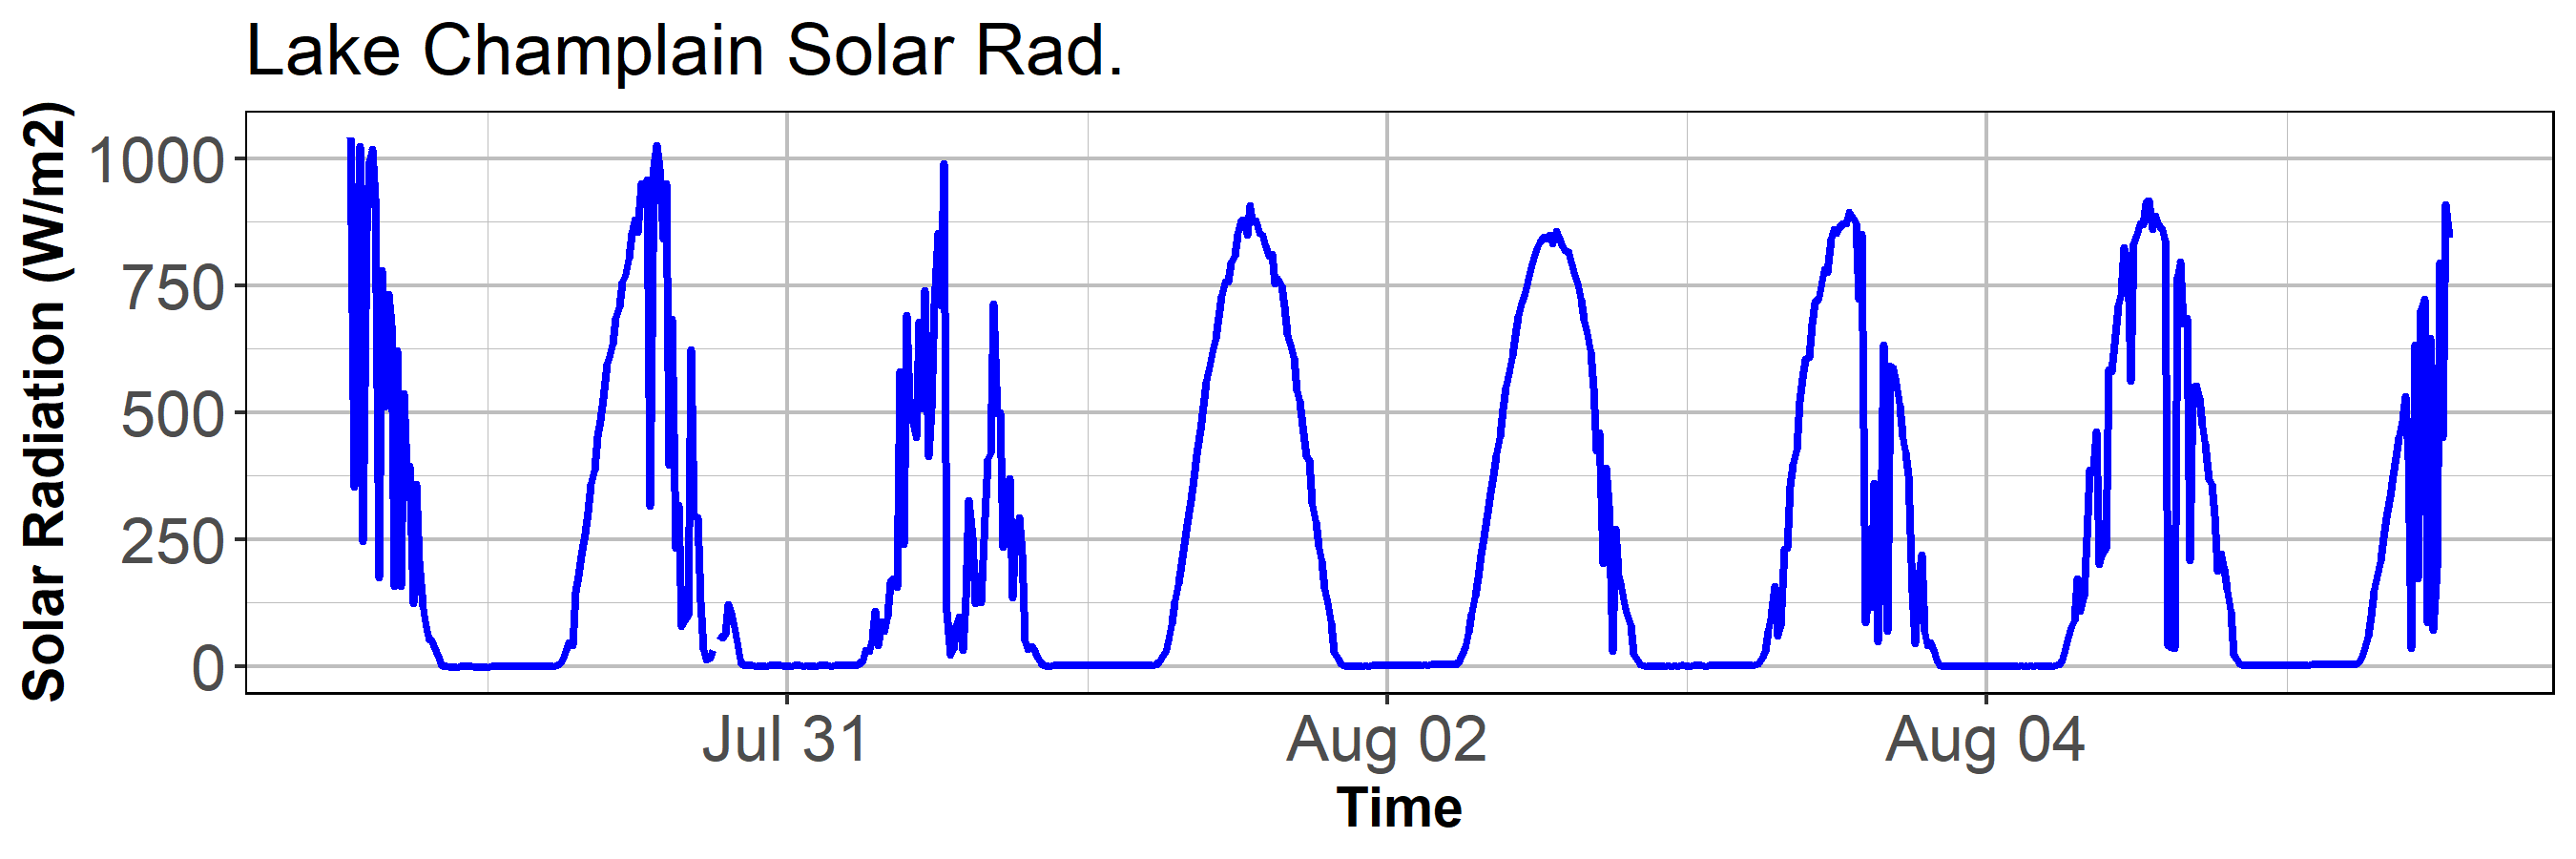 Lake Champlain Solar Rad.
Solar Radiation (W/m2)
1000
750
500
250
0
Jul 31
Aug 02
Aug 04
Time